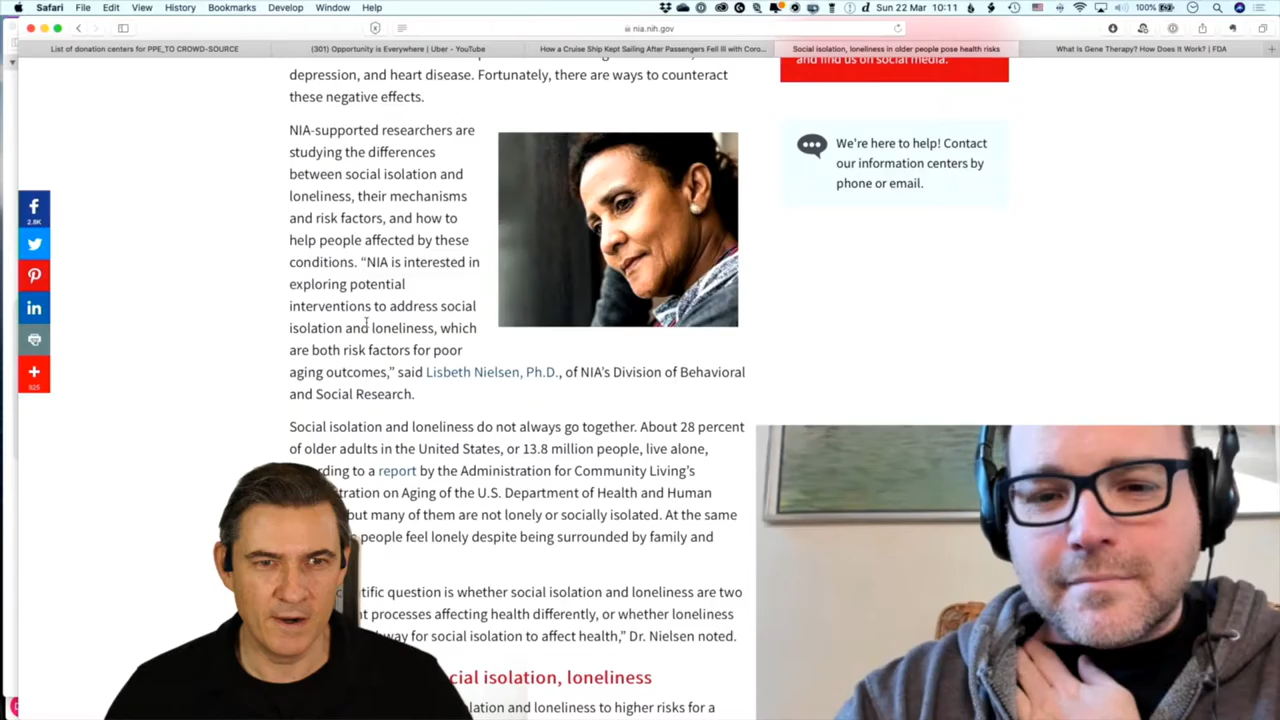 Safari File Edit View History Bookmarks Develop Window Help
100% Sun 22 Mar 10:11
nia.nih.gov
List of donation centers for PPE_TO CROWD-SOURCE
(301) Opportunity is Everywhere | Uber - YouTube
How a Cruise Ship Kept Sailing After Passengers Fell Ill with Coro...
Social isolation, loneliness in older people pose health risks
What Is Gene Therapy? How Does It Work? | FDA
depression, and heart disease. Fortunately, there are ways to counteract
these negative effects.
NIA-supported researchers are
studying the differences
between social isolation and
loneliness, their mechanisms
and risk factors, and how to
help people affected by these
conditions. “NIA is interested in
exploring potential
interventions to address social
isolation and loneliness, which
are both risk factors for poor
aging outcomes,” said Lisbeth Nielsen, Ph.D., of NIA’s Division of Behavioral
and Social Research.
Social isolation and loneliness do not always go together. About 28 percent
of older adults in the United States, or 13.8 million people, live alone,
to a report by the Administration for Community Living’s
on Aging of the U.S. Department of Health and Human
but many of them are not lonely or socially isolated. At the same
people feel lonely despite being surrounded by family and
question is whether social isolation and loneliness are two
processes affecting health differently, or whether loneliness
for social isolation to affect health,” Dr. Nielsen noted.
isolation, loneliness
and loneliness to higher risks for a
and find us on social media.
We're here to help! Contact
our information centers by
phone or email.
2.8K
925